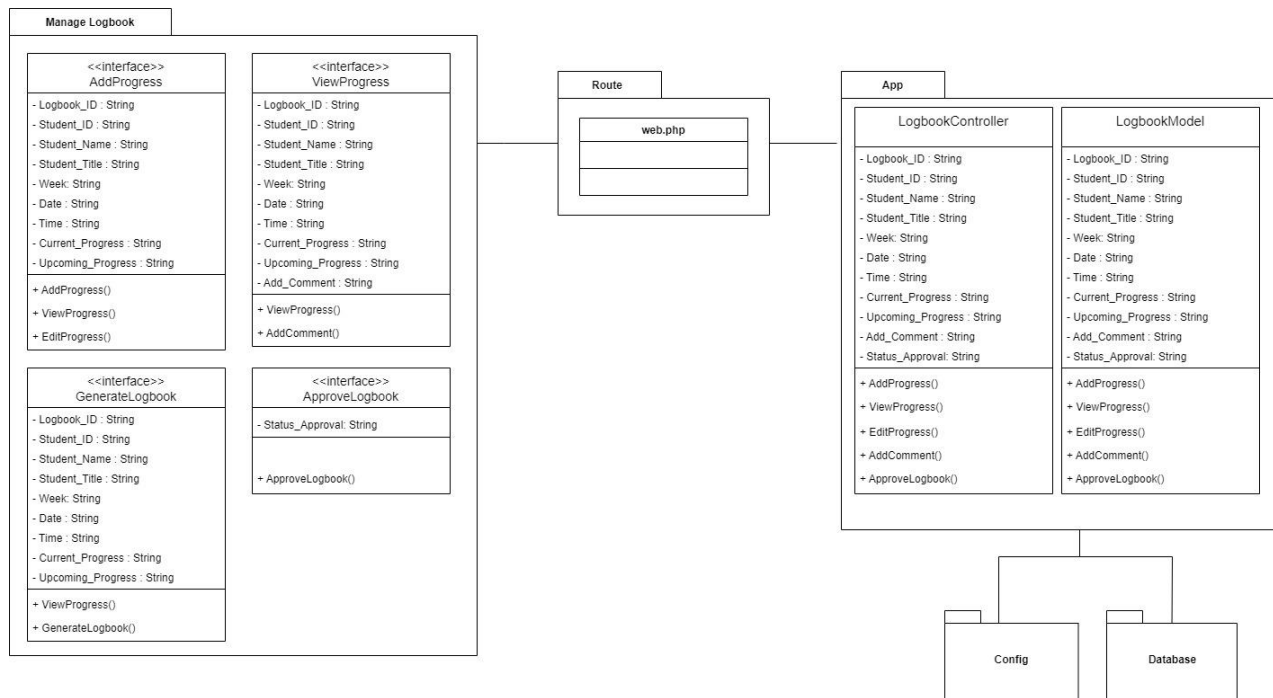 Manage Logbook
<<interface>>
AddProgress
- Logbook_ID : String
- Student_ID : String
- Student_Name : String
- Student_Title : String
- Week: String
- Date : String
- Time : String
- Current_Progress : String
- Upcoming_Progress : String
+ AddProgress()
+ ViewProgress()
+ EditProgress()
<<interface>>
ViewProgress
- Logbook_ID : String
- Student_ID : String
- Student_Name : String
- Student_Title : String
- Week: String
- Date : String
- Time : String
- Current_Progress : String
- Upcoming_Progress : String
- Add_Comment : String
+ ViewProgress()
+ AddComment()
<<interface>>
GenerateLogbook
- Logbook_ID : String
- Student_ID : String
- Student_Name : String
- Student_Title : String
- Week: String
- Date : String
- Time : String
- Current_Progress : String
- Upcoming_Progress : String
+ ViewProgress()
+ GenerateLogbook()
<<interface>>
ApproveLogbook
- Status_Approval: String
+ ApproveLogbook()
Route
web.php
App
LogbookController
- Logbook_ID : String
- Student_ID : String
- Student_Name : String
- Student_Title : String
- Week: String
- Date : String
- Time : String
- Current_Progress : String
- Upcoming_Progress : String
- Add_Comment : String
- Status_Approval: String
+ AddProgress()
+ ViewProgress()
+ EditProgress()
+ AddComment()
+ ApproveLogbook()
LogbookModel
- Logbook_ID : String
- Student_ID : String
- Student_Name : String
- Student_Title : String
- Week: String
- Date : String
- Time : String
- Current_Progress : String
- Upcoming_Progress : String
- Add_Comment : String
- Status_Approval: String
+ AddProgress()
+ ViewProgress()
+ EditProgress()
+ AddComment()
+ ApproveLogbook()
Config
Database